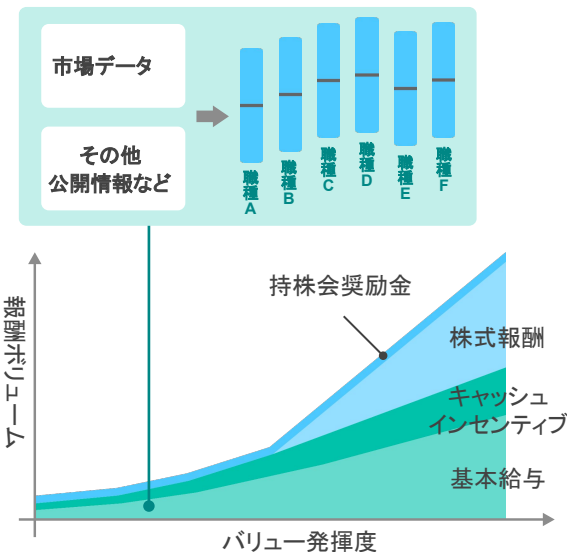 市場データ
その他
公開情報など
職種A
職種B
職種C
職種D
職種E
職種F
持株会奨励金
株式報酬
キャッシュ
インセンティブ
基本給与
報酬ボリューム
バリュー発揮度